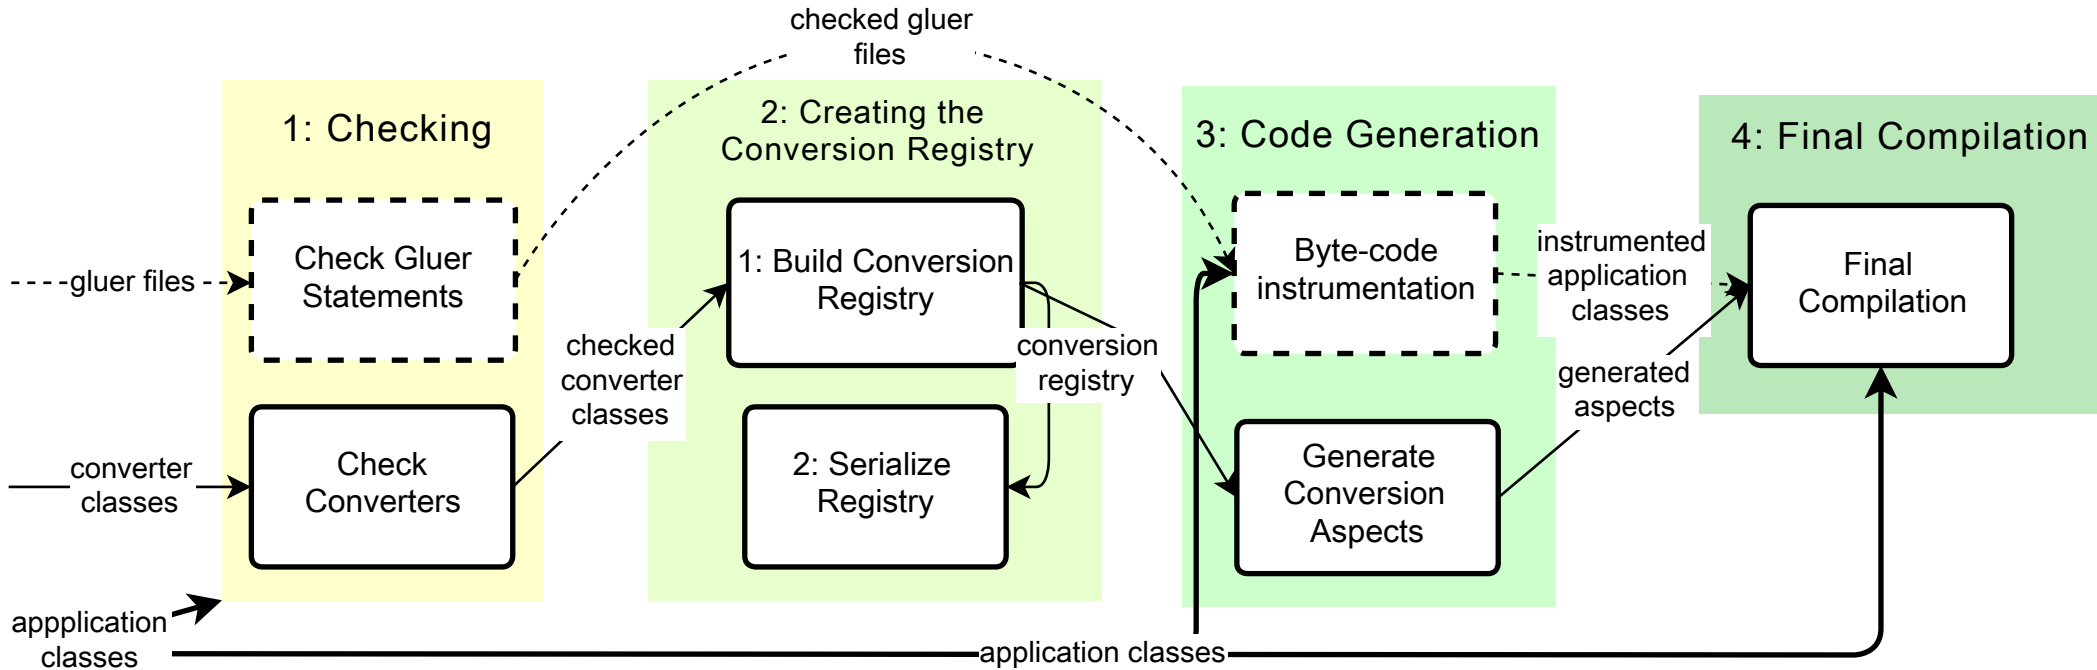 checked gluer
files
1: Checking
2: Creating the
Conversion Registry
3: Code Generation
4: Final Compilation
gluer files
Check Gluer
Statements
1: Build Conversion
Registry
Byte-code
instrumentation
instrumented
application
classes
Final
Compilation
checked
converter
classes
conversion
registry
generated
aspects
converter
classes
Check
Converters
2: Serialize
Registry
Generate
Conversion
Aspects
appplication
classes
application classes